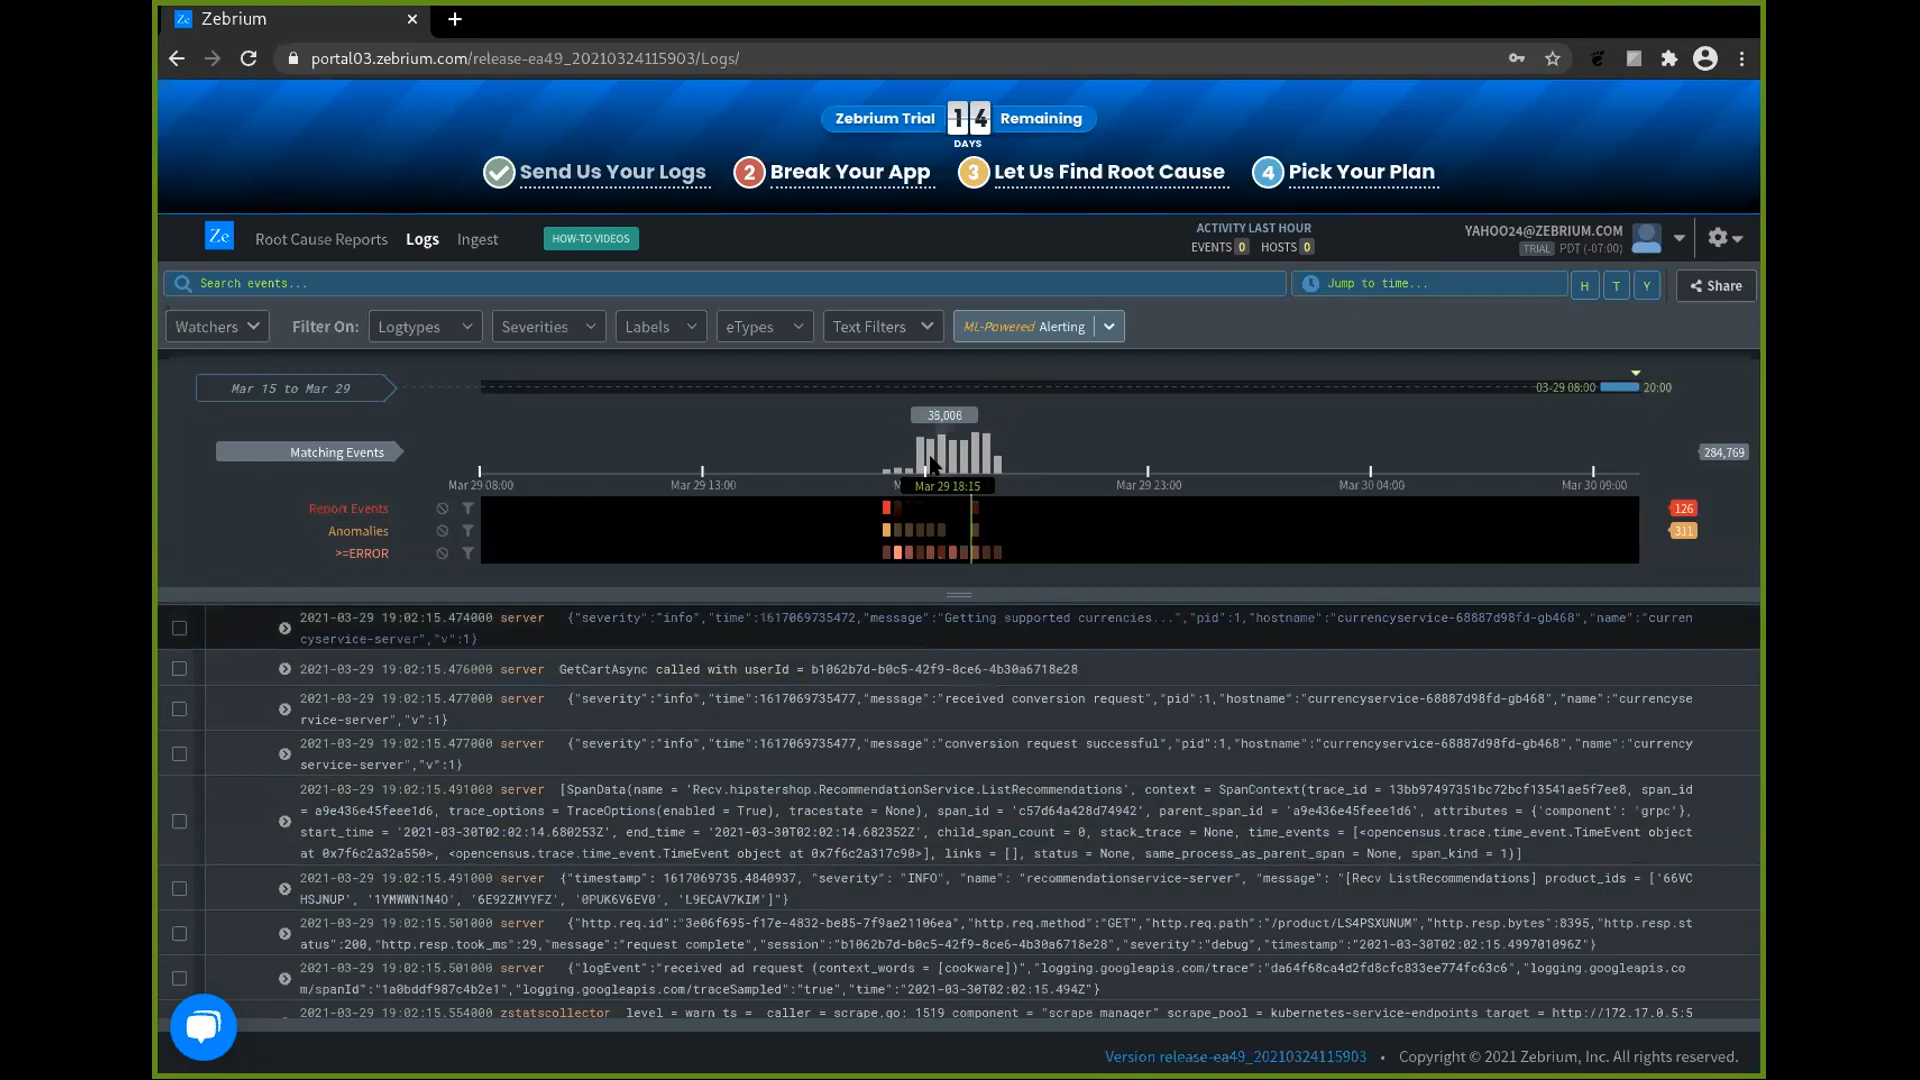 Zebrium
portal03.zebrium.com/release-ea49_20210324115903/Logs/
Zebrium Trial 14 Remaining
DAYS
Send Us Your Logs 2 Break Your App 3 Let Us Find Root Cause 4 Pick Your Plan
Ze Root Cause Reports Logs Ingest HOW-TO VIDEOS
ACTIVITY LAST HOUR
EVENTS 0 HOSTS 0
YAHOO24@ZEBRIUM.COM
TRIAL PDT (-07:00)
Search events... Jump to time... H T Y Share
Watchers Filter On: Logtypes Severities Labels eTypes Text Filters ML-Powered Alerting
Mar 15 to Mar 29 03-29 08:00 20:00
38,006
Matching Events 284,769
Mar 29 08:00 Mar 29 13:00 Mar 29 18:15 Mar 29 23:00 Mar 30 04:00 Mar 30 09:00
Report Events 126
Anomalies 311
>=ERROR
2021-03-29 19:02:15.474000 server {"severity":"info","time":1617069735472,"message":"Getting supported currencies...","pid":1,"hostname":"currencyservice-68887d98fd-gb468","name":"curren
cyservice-server","v":1}
2021-03-29 19:02:15.476000 server GetCartAsync called with userId = b1062b7d-b0c5-42f9-8ce6-4b30a6718e28
2021-03-29 19:02:15.477000 server {"severity":"info","time":1617069735477,"message":"received conversion request","pid":1,"hostname":"currencyservice-68887d98fd-gb468","name":"currencyse
rvice-server","v":1}
2021-03-29 19:02:15.477000 server {"severity":"info","time":1617069735477,"message":"conversion request successful","pid":1,"hostname":"currencyservice-68887d98fd-gb468","name":"currency
service-server","v":1}
2021-03-29 19:02:15.491000 server [SpanData(name = 'Recv.hipstershop.RecommendationService.ListRecommendations', context = SpanContext(trace_id = 13bb97497351bc72bcf13541ae5f7ee8, span_id
= a9e436e45feee1d6, trace_options = TraceOptions(enabled = True), tracestate = None), span_id = 'c57d64a428d74942', parent_span_id = 'a9e436e45feee1d6', attributes = {'component': 'grpc'},
start_time = '2021-03-30T02:02:14.680253Z', end_time = '2021-03-30T02:02:14.682352Z', child_span_count = 0, stack_trace = None, time_events = [<opencensus.trace.time_event.TimeEvent object
at 0x7f6c2a32a550>, <opencensus.trace.time_event.TimeEvent object at 0x7f6c2a317c90>], links = [], status = None, same_process_as_parent_span = None, span_kind = 1)]
2021-03-29 19:02:15.491000 server {"timestamp": 1617069735.4840937, "severity": "INFO", "name": "recommendationservice-server", "message": "[Recv ListRecommendations] product_ids = ['66VC
HSJNUP', '1YMWWN1N4O', '6E92ZMYYFZ', '0PUK6V6EV0', 'L9ECAV7KIM']"}
2021-03-29 19:02:15.501000 server {"http.req.id":"3e06f695-f17e-4832-be85-7f9ae21106ea","http.req.method":"GET","http.req.path":"/product/LS4PSXUNUM","http.resp.bytes":8395,"http.resp.st
atus":200,"http.resp.took_ms":29,"message":"request complete","session":"b1062b7d-b0c5-42f9-8ce6-4b30a6718e28","severity":"debug","timestamp":"2021-03-30T02:02:15.499701096Z"}
2021-03-29 19:02:15.501000 server {"logEvent":"received ad request (context_words = [cookware])","logging.googleapis.com/trace":"da64f68ca4d2fd8cfc833ee774fc63c6","logging.googleapis.co
m/spanId":"1a0bddf987c4b2e1","logging.googleapis.com/traceSampled":"true","time":"2021-03-30T02:02:15.494Z"}
2021-03-29 19:02:15.554000 zstatscollector level = warn ts = caller = scrape.go: 1519 component = "scrape manager" scrape_pool = kubernetes-service-endpoints target = http://172.17.0.5:5
Version release-ea49_20210324115903 • Copyright © 2021 Zebrium, Inc. All rights reserved.